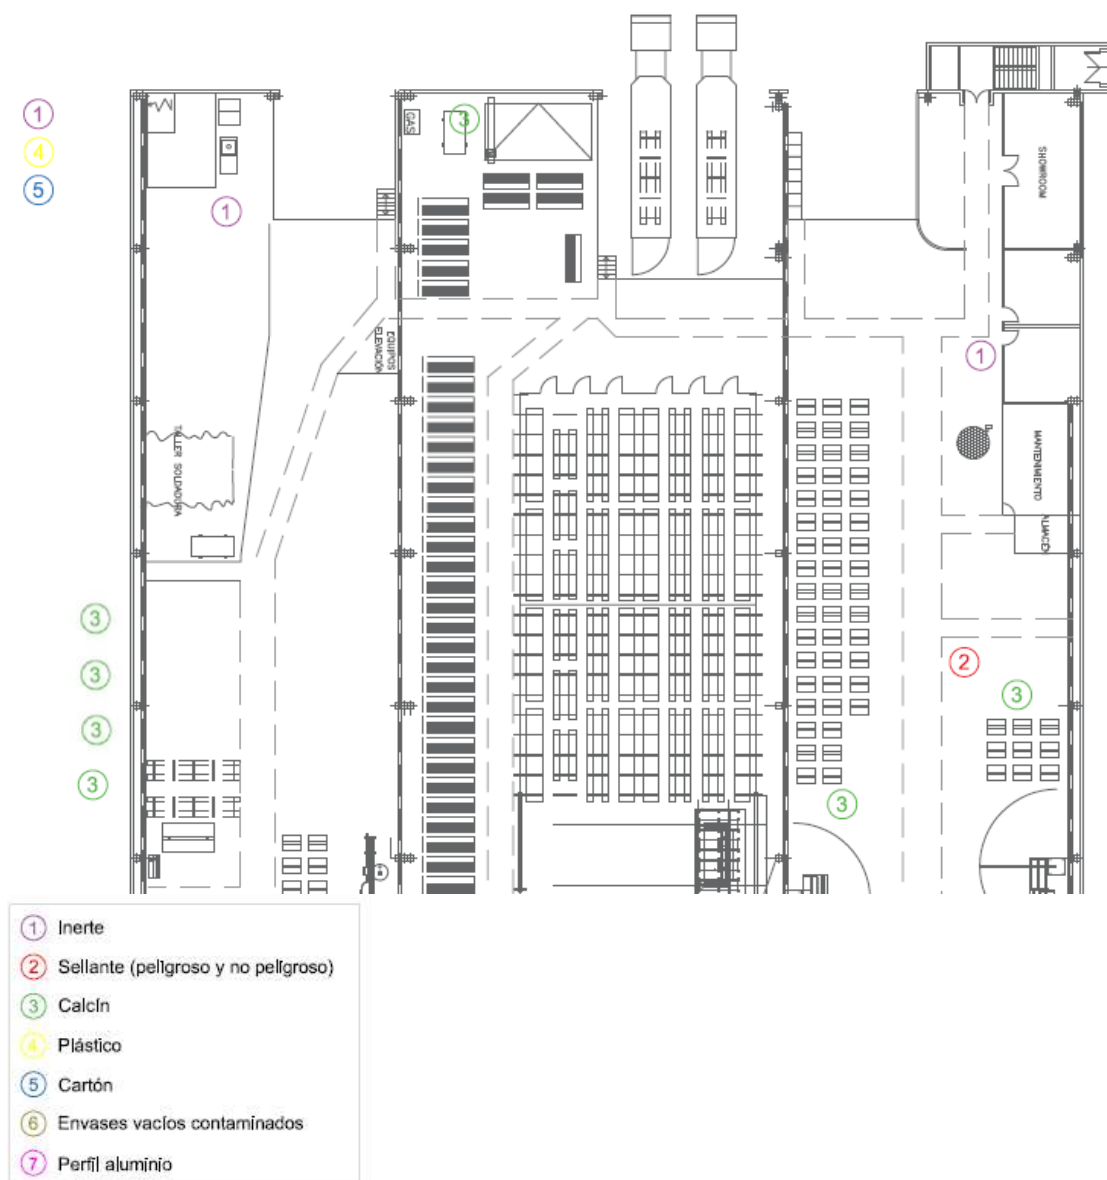 1
4
5
1
GAS
3
SHOWROOM
EQUIPOS
ELEVACIÓN
1
TALLER SOLDADURA
MANTENIMIENTO
ALMACÉN
3
3
3
3
2
3
3
1 Inerte
2 Sellante (peligroso y no peligroso)
3 Calcín
4 Plástico
5 Cartón
6 Envases vacíos contaminados
7 Perfil aluminio